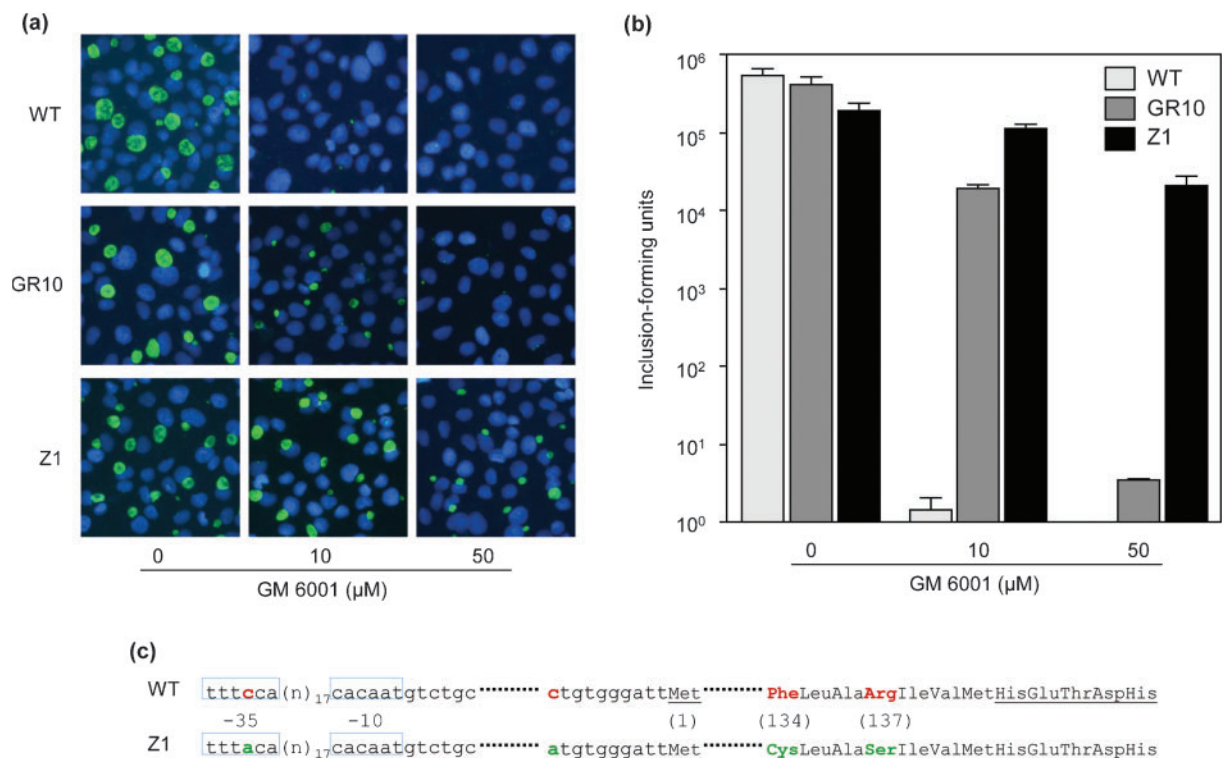 (a)
WT
GR10
Z1
0 10 50
GM 6001 (µM)
(b)
Inclusion-forming units
10⁶
10⁵
10⁴
10³
10²
10¹
10⁰
WT
GR10
Z1
0 10 50
GM 6001 (µM)
(c)
WT tttccca(n)₁₇cacaatgtctgc········ctgtgggattMet········PheLeuAlaArgIleValMetHisGluThrAspHis
-35 -10 (1) (134) (137)
Z1 tttaca(n)₁₇cacaatgtctgc········atgtgggattMet········CysLeuAlaSerIleValMetHisGluThrAspHis